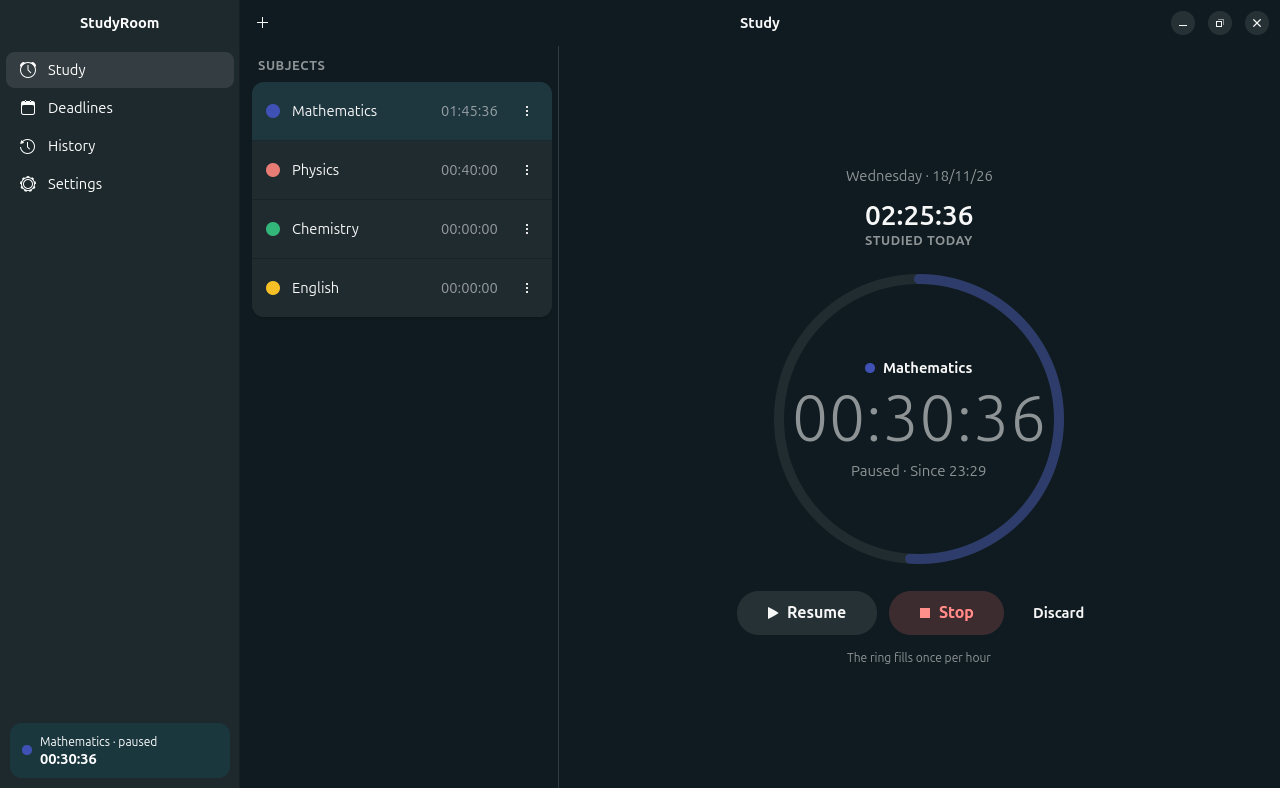 StudyRoom
Study
Deadlines
History
Settings
Mathematics · paused
00:30:36
Study
SUBJECTS
Mathematics 01:45:36
Physics 00:40:00
Chemistry 00:00:00
English 00:00:00
Wednesday · 18/11/26
02:25:36
STUDIED TODAY
Mathematics
00:30:36
Paused · Since 23:29
Resume Stop Discard
The ring fills once per hour